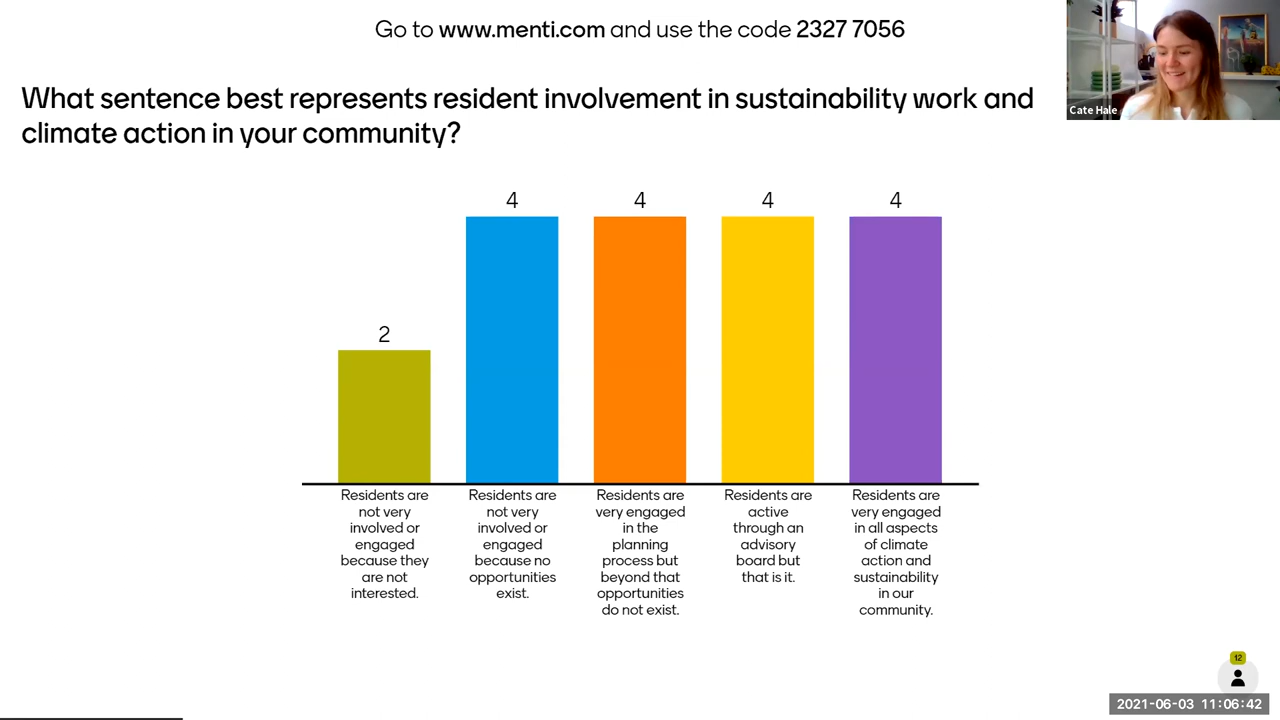 Go to www.menti.com and use the code 2327 7056
Cate Hale
What sentence best represents resident involvement in sustainability work and
climate action in your community?
2
4
4
4
4
Residents are
not very
involved or
engaged
because they
are not
interested.
Residents are
not very
involved or
engaged
because no
opportunities
exist.
Residents are
very engaged
in the
planning
process but
beyond that
opportunities
do not exist.
Residents are
active
through an
advisory
board but
that is it.
Residents are
very engaged
in all aspects
of climate
action and
sustainability
in our
community.
12
2021-06-03 11:06:42